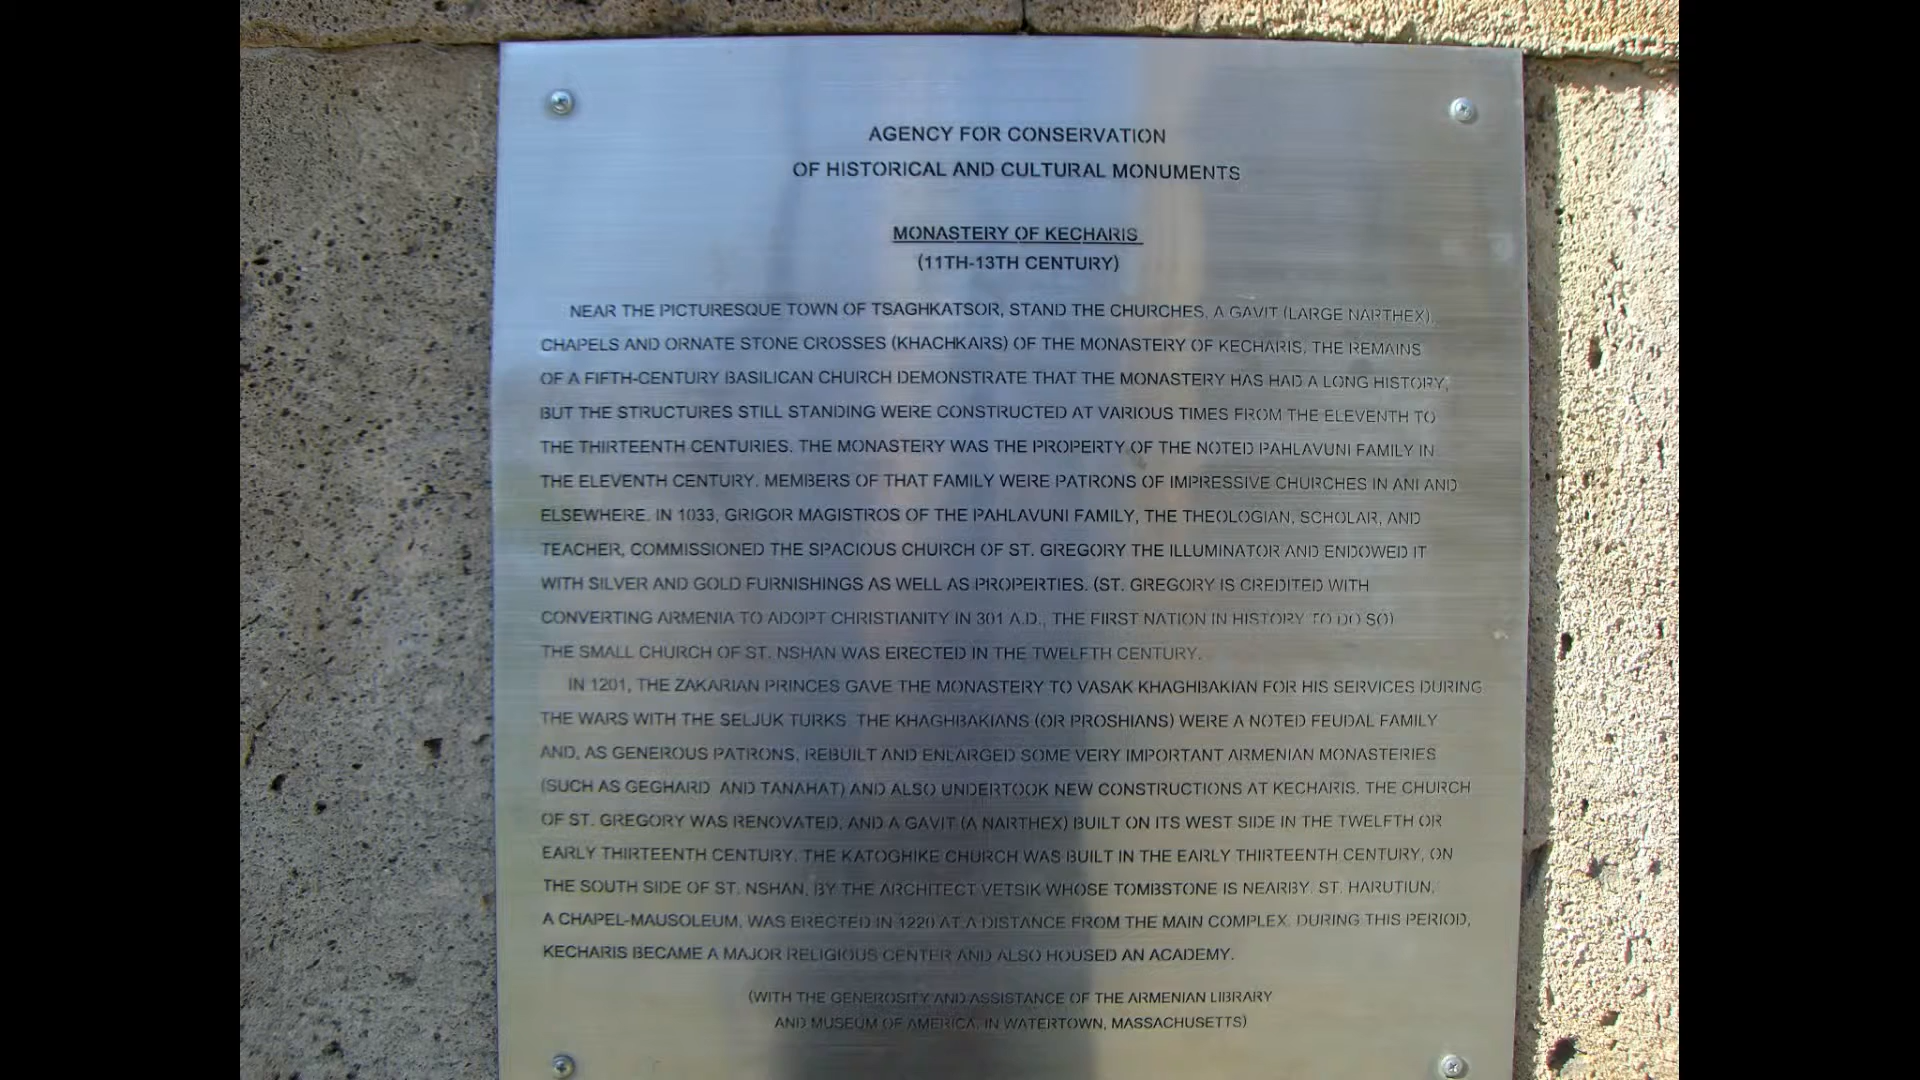 AGENCY FOR CONSERVATION
OF HISTORICAL AND CULTURAL MONUMENTS
MONASTERY OF KECHARIS
(11TH-13TH CENTURY)
NEAR THE PICTURESQUE TOWN OF TSAGHKATSOR, STAND THE CHURCHES, A GAVIT (LARGE NARTHEX),
CHAPELS AND ORNATE STONE CROSSES (KHACHKARS) OF THE MONASTERY OF KECHARIS. THE REMAINS
OF A FIFTH-CENTURY BASILICAN CHURCH DEMONSTRATE THAT THE MONASTERY HAS HAD A LONG HISTORY,
BUT THE STRUCTURES STILL STANDING WERE CONSTRUCTED AT VARIOUS TIMES FROM THE ELEVENTH TO
THE THIRTEENTH CENTURIES. THE MONASTERY WAS THE PROPERTY OF THE NOTED PAHLAVUNI FAMILY IN
THE ELEVENTH CENTURY. MEMBERS OF THAT FAMILY WERE PATRONS OF IMPRESSIVE CHURCHES IN ANI AND
ELSEWHERE. IN 1033, GRIGOR MAGISTROS OF THE PAHLAVUNI FAMILY, THE THEOLOGIAN, SCHOLAR, AND
TEACHER, COMMISSIONED THE SPACIOUS CHURCH OF ST. GREGORY THE ILLUMINATOR AND ENDOWED IT
WITH SILVER AND GOLD FURNISHINGS AS WELL AS PROPERTIES. (ST. GREGORY IS CREDITED WITH
CONVERTING ARMENIA TO ADOPT CHRISTIANITY IN 301 A.D., THE FIRST NATION IN HISTORY TO DO SO)
THE SMALL CHURCH OF ST. NSHAN WAS ERECTED IN THE TWELFTH CENTURY.
IN 1201, THE ZAKARIAN PRINCES GAVE THE MONASTERY TO VASAK KHAGHBAKIAN FOR HIS SERVICES DURING
THE WARS WITH THE SELJUK TURKS. THE KHAGHBAKIANS (OR PROSHIANS) WERE A NOTED FEUDAL FAMILY
AND, AS GENEROUS PATRONS, REBUILT AND ENLARGED SOME VERY IMPORTANT ARMENIAN MONASTERIES
(SUCH AS GEGHARD AND TANAHAT) AND ALSO UNDERTOOK NEW CONSTRUCTIONS AT KECHARIS. THE CHURCH
OF ST. GREGORY WAS RENOVATED, AND A GAVIT (A NARTHEX) BUILT ON ITS WEST SIDE IN THE TWELFTH OR
EARLY THIRTEENTH CENTURY. THE KATOGHIKE CHURCH WAS BUILT IN THE EARLY THIRTEENTH CENTURY, ON
THE SOUTH SIDE OF ST. NSHAN, BY THE ARCHITECT VETSIK WHOSE TOMBSTONE IS NEARBY. ST. HARUTIUN,
A CHAPEL-MAUSOLEUM, WAS ERECTED IN 1220 AT A DISTANCE FROM THE MAIN COMPLEX. DURING THIS PERIOD,
KECHARIS BECAME A MAJOR RELIGIOUS CENTER AND ALSO HOUSED AN ACADEMY.
(WITH THE GENEROSITY AND ASSISTANCE OF THE ARMENIAN LIBRARY
AND MUSEUM OF AMERICA, IN WATERTOWN, MASSACHUSETTS)